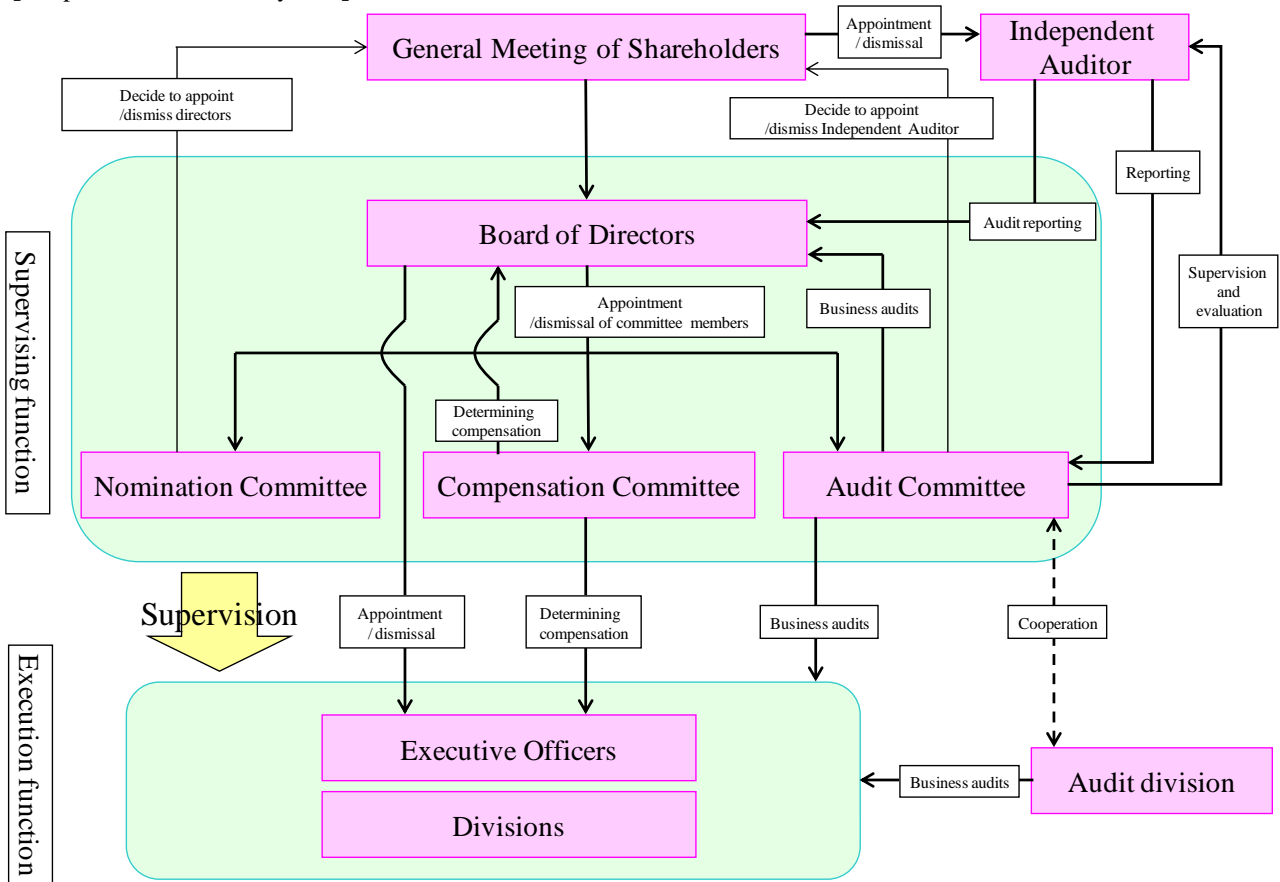 General Meeting of Shareholders
Appointment
/ dismissal
Independent
Auditor
Decide to appoint
/dismiss directors
Decide to appoint
/dismiss Independent Auditor
Reporting
Board of Directors
Audit reporting
Supervising function
Appointment
/dismissal of committee members
Business audits
Supervision
and
evaluation
Determining
compensation
Nomination Committee
Compensation Committee
Audit Committee
Supervision
Appointment
/ dismissal
Determining
compensation
Business audits
Cooperation
Execution function
Executive Officers
Divisions
Business audits
Audit division